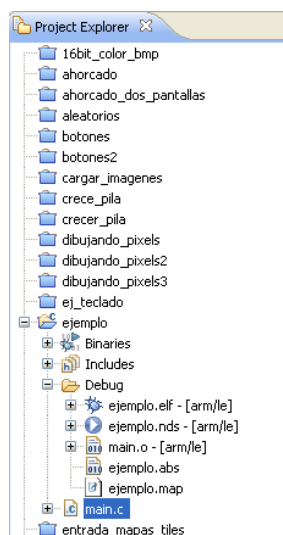 Project Explorer
16bit_color_bmp
ahorcado
ahorcado_dos_pantallas
aleatorios
botones
botones2
cargar_imagenes
crece_pila
crecer_pila
dibujando_pixels
dibujando_pixels2
dibujando_pixels3
ej_teclado
ejemplo
Binaries
Includes
Debug
ejemplo.elf - [arm/le]
ejemplo.nds - [arm/le]
main.o - [arm/le]
ejemplo.abs
ejemplo.map
main.c
entrada_mapas_tiles